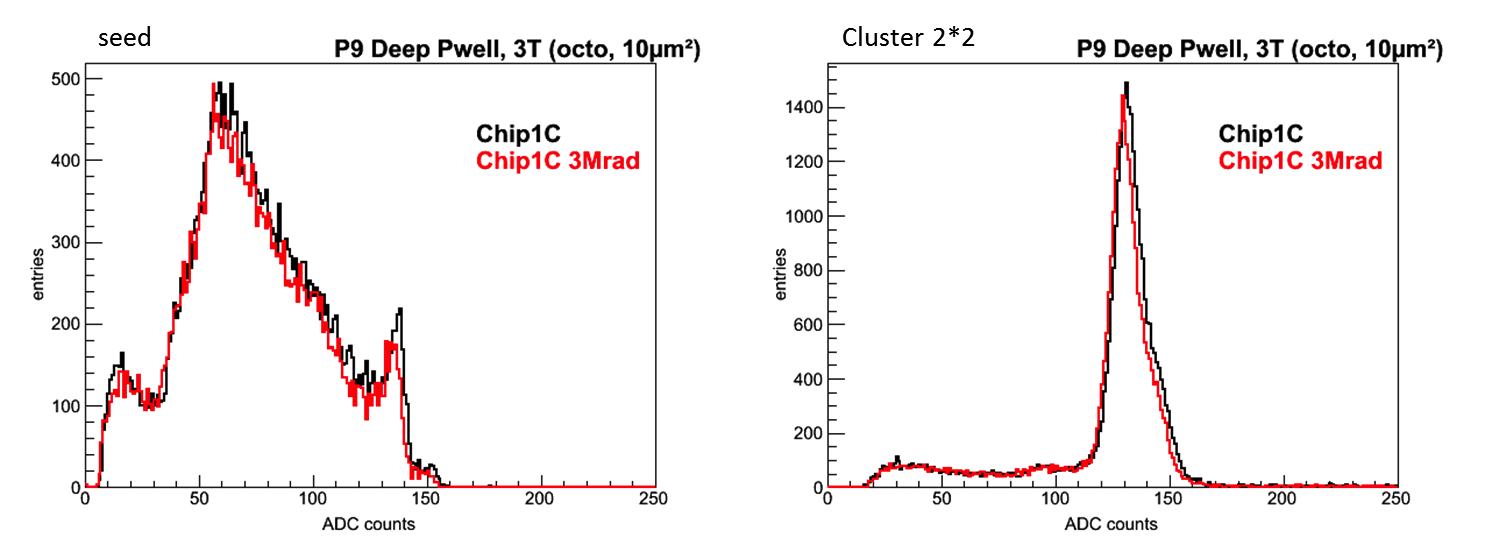 seed
P9 Deep Pwell, 3T (octo, 10µm²)
500
400
300
200
100
0
entries
Chip1C
Chip1C 3Mrad
0 50 100 150 200 250
ADC counts
Cluster 2*2
P9 Deep Pwell, 3T (octo, 10µm²)
1400
1200
1000
800
600
400
200
0
entries
Chip1C
Chip1C 3Mrad
0 50 100 150 200 250
ADC counts